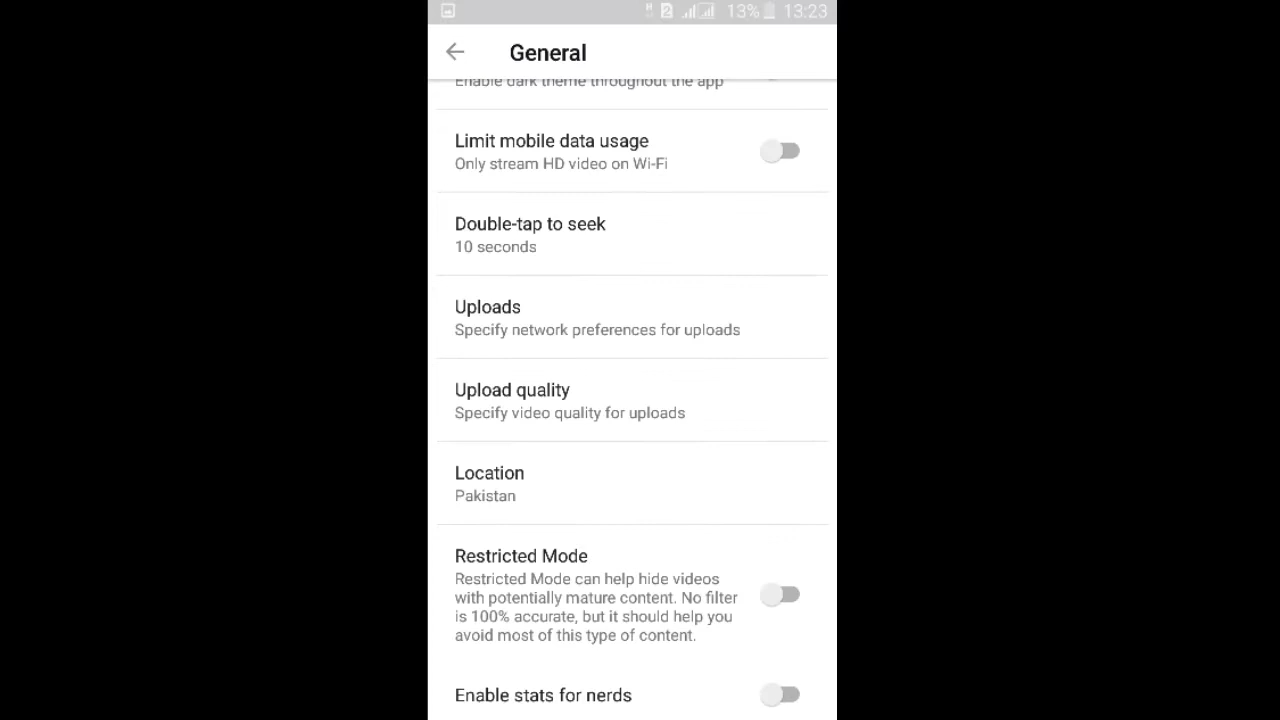 13% 13:23
General
Enable dark theme throughout the app
Limit mobile data usage
Only stream HD video on Wi-Fi
Double-tap to seek
10 seconds
Uploads
Specify network preferences for uploads
Upload quality
Specify video quality for uploads
Location
Pakistan
Restricted Mode
Restricted Mode can help hide videos
with potentially mature content. No filter
is 100% accurate, but it should help you
avoid most of this type of content.
Enable stats for nerds